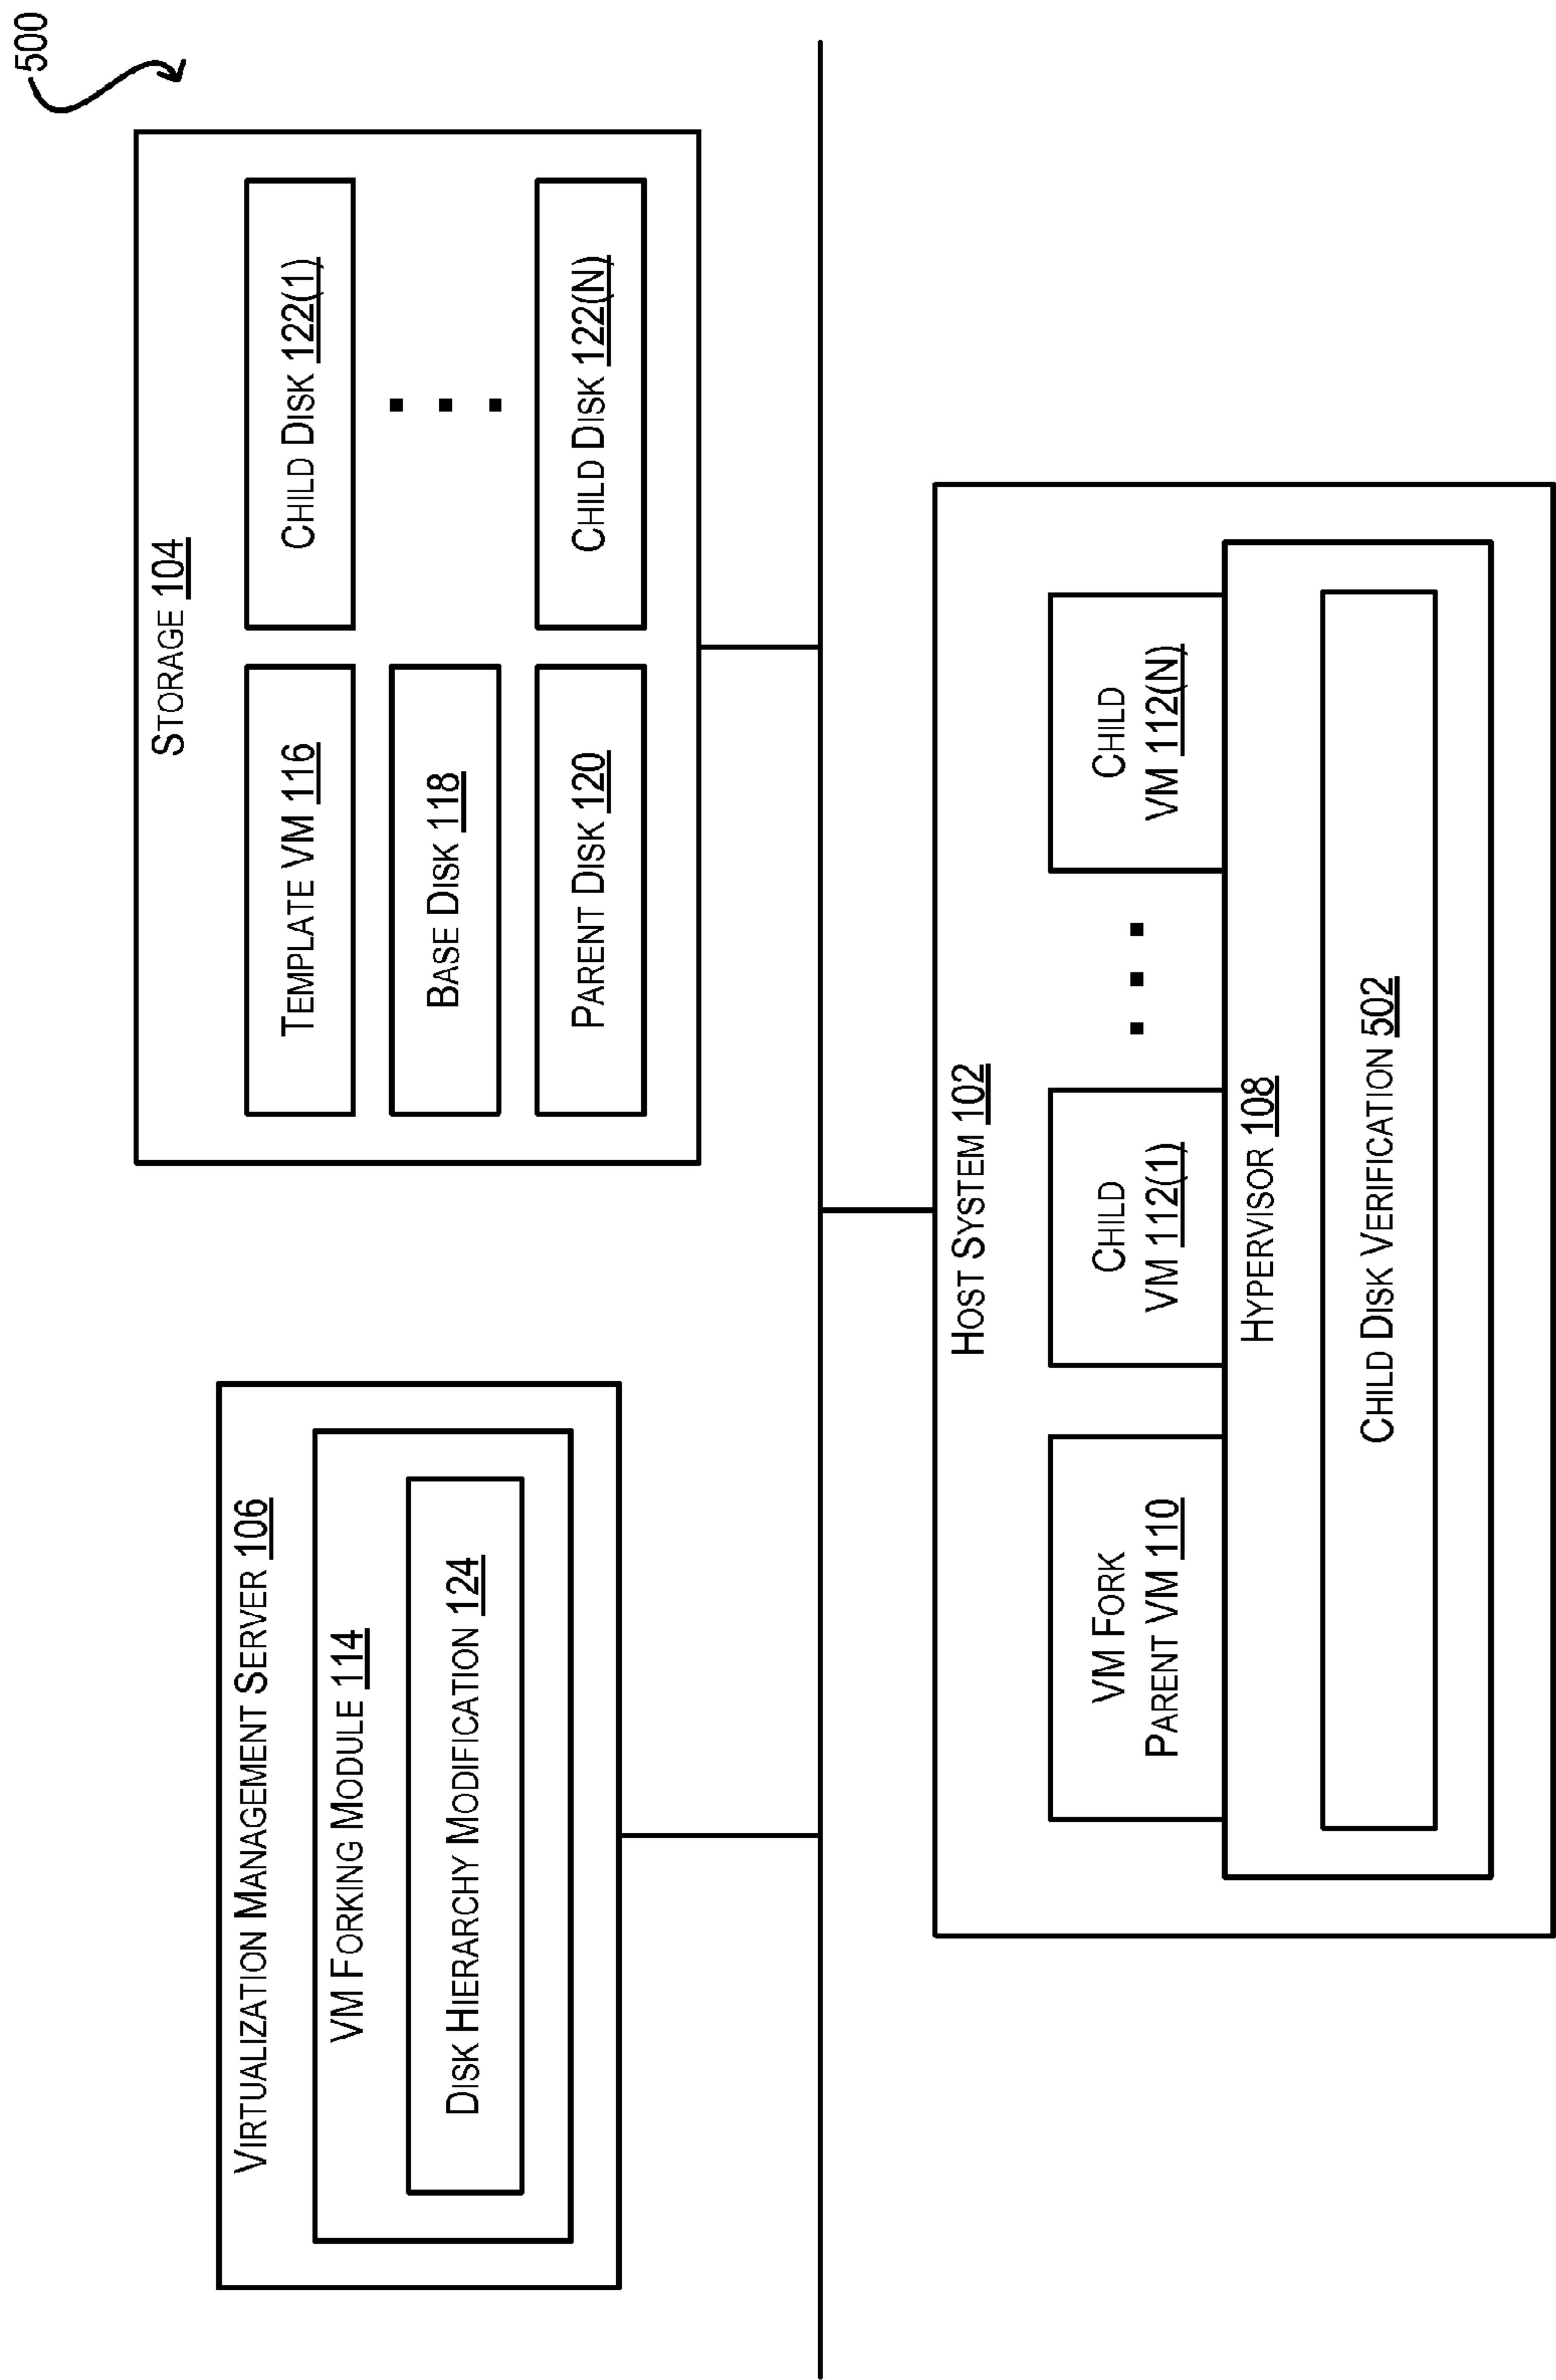 500
VIRTUALIZATION MANAGEMENT SERVER 106
VM FORKING MODULE 114
DISK HIERARCHY MODIFICATION 124
STORAGE 104
TEMPLATE VM 116
CHILD DISK 122(1)
BASE DISK 118
PARENT DISK 120
CHILD DISK 122(N)
HOST SYSTEM 102
VM FORK
PARENT VM 110
CHILD
VM 112(1)
CHILD
VM 112(N)
HYPERVISOR 108
CHILD DISK VERIFICATION 502